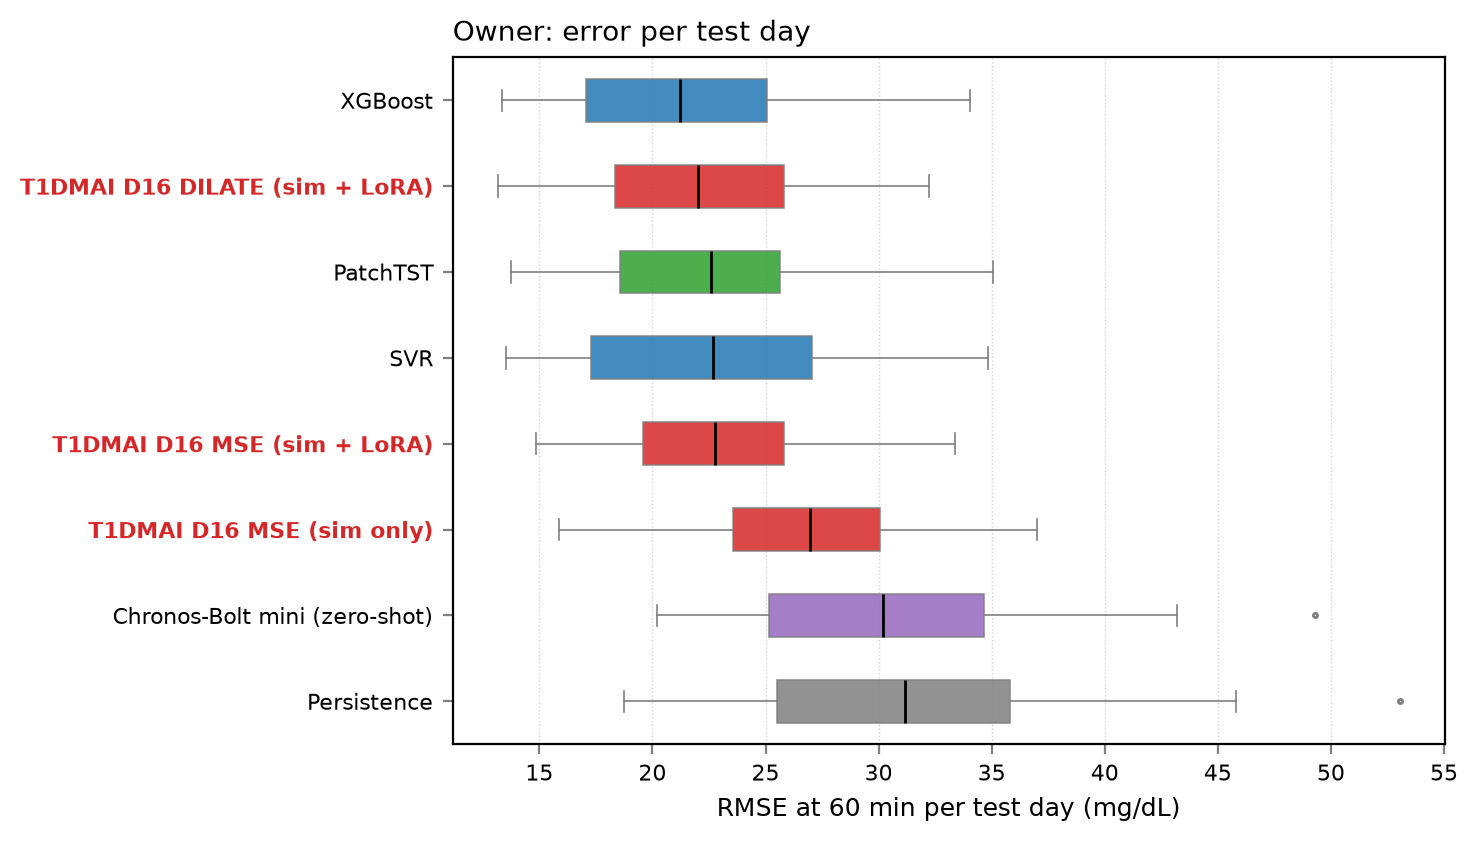 Owner: error per test day
XGBoost
T1DMAI D16 DILATE (sim + LoRA)
PatchTST
SVR
T1DMAI D16 MSE (sim + LoRA)
T1DMAI D16 MSE (sim only)
Chronos-Bolt mini (zero-shot)
Persistence
15 20 25 30 35 40 45 50 55
RMSE at 60 min per test day (mg/dL)